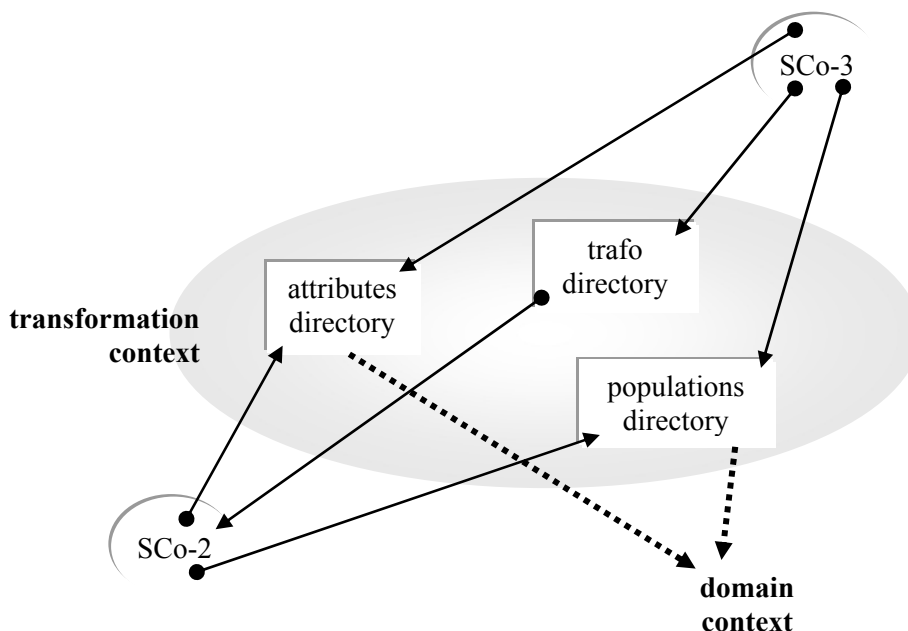 SCo-3
trafo
directory
attributes
directory
transformation
context
populations
directory
SCo-2
domain
context